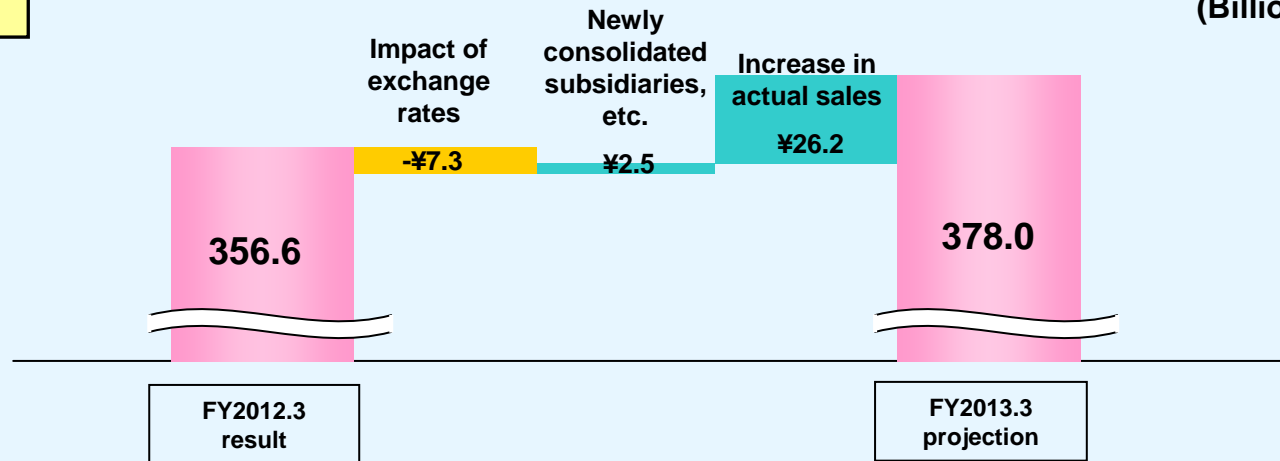 Impact of
exchange
rates
-¥7.3
Newly
consolidated
subsidiaries,
etc.
¥2.5
Increase in
actual sales
¥26.2
356.6
378.0
FY2012.3
result
FY2013.3
projection